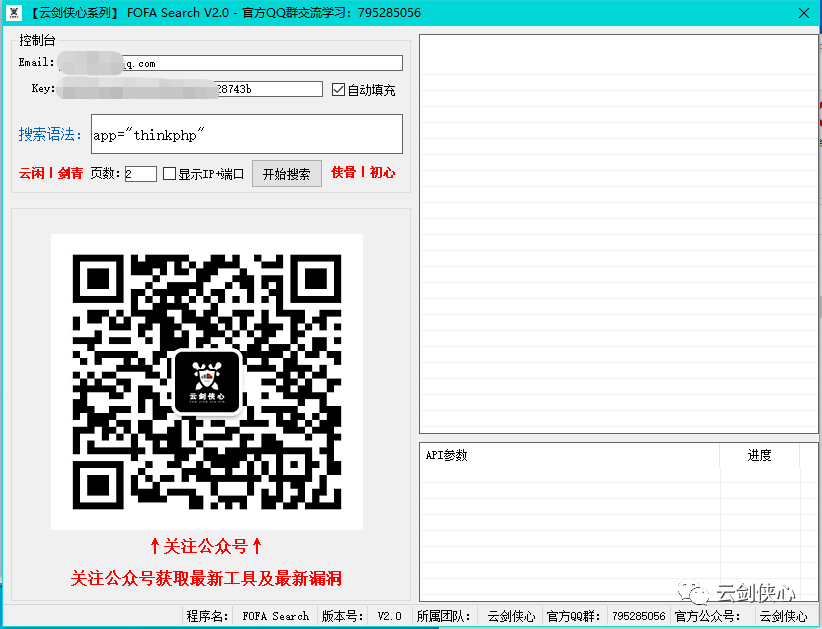 【云剑侠心系列】 FOFA Search V2.0 - 官方QQ群交流学习：795285056
控制台
Email: q.com
Key: 28743b 自动填充
搜索语法： app="thinkphp"
云闲丨剑青 页数: 2 显示IP+端口 开始搜索 侠骨丨初心
云剑侠心
↑关注公众号↑
关注公众号获取最新工具及最新漏洞
API参数 进度
云剑侠心
程序名： FOFA Search 版本号： V2.0 所属团队： 云剑侠心 官方QQ群： 795285056 官方公众号： 云剑侠心